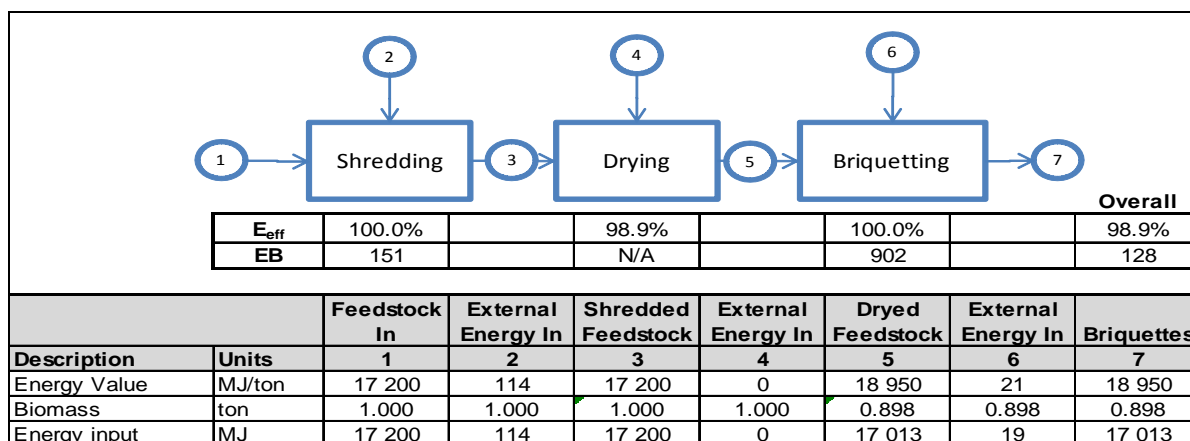 2 4 6
1 Shredding 3 Drying 5 Briquetting 7
Overall
Eeff 100.0% 98.9% 100.0% 98.9%
EB 151 N/A 902 128
Feedstock In External Energy In Shredded Feedstock External Energy In Dryed Feedstock External Energy In Briquettes
Description Units 1 2 3 4 5 6 7
Energy Value MJ/ton 17 200 114 17 200 0 18 950 21 18 950
Biomass ton 1.000 1.000 1.000 1.000 0.898 0.898 0.898
Energy input MJ 17 200 114 17 200 0 17 013 19 17 013